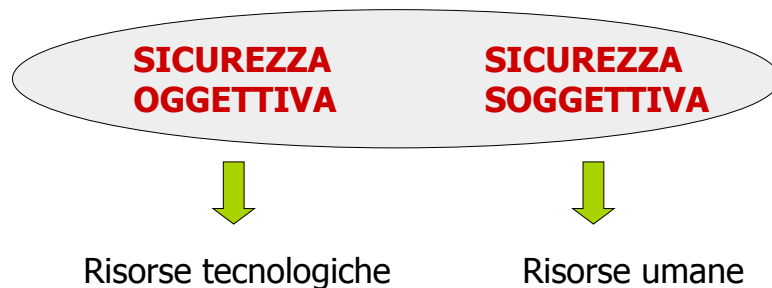 SICUREZZA
OGGETTIVA
SICUREZZA
SOGGETTIVA
Risorse tecnologiche
Risorse umane